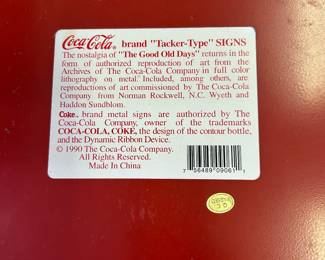 Coca-Cola® brand "Tacker-Type" SIGNS
The nostalgia of "The Good Old Days" returns in the
form of authorized reproduction of art from the
Archives of The Coca-Cola Company in full color
lithography on metal. Included, among others, are
reproductions of art commissioned by The Coca-Cola
Company from Norman Rockwell, N.C. Wyeth and
Haddon Sundblom.
Coke® brand metal signs are authorized by The
Coca-Cola Company, owner of the trademarks
COCA-COLA, COKE, the design of the contour bottle,
and the Dynamic Ribbon Device.
© 1990 The Coca-Cola Company
All Rights Reserved.
Made in China
7 56489 09061 1